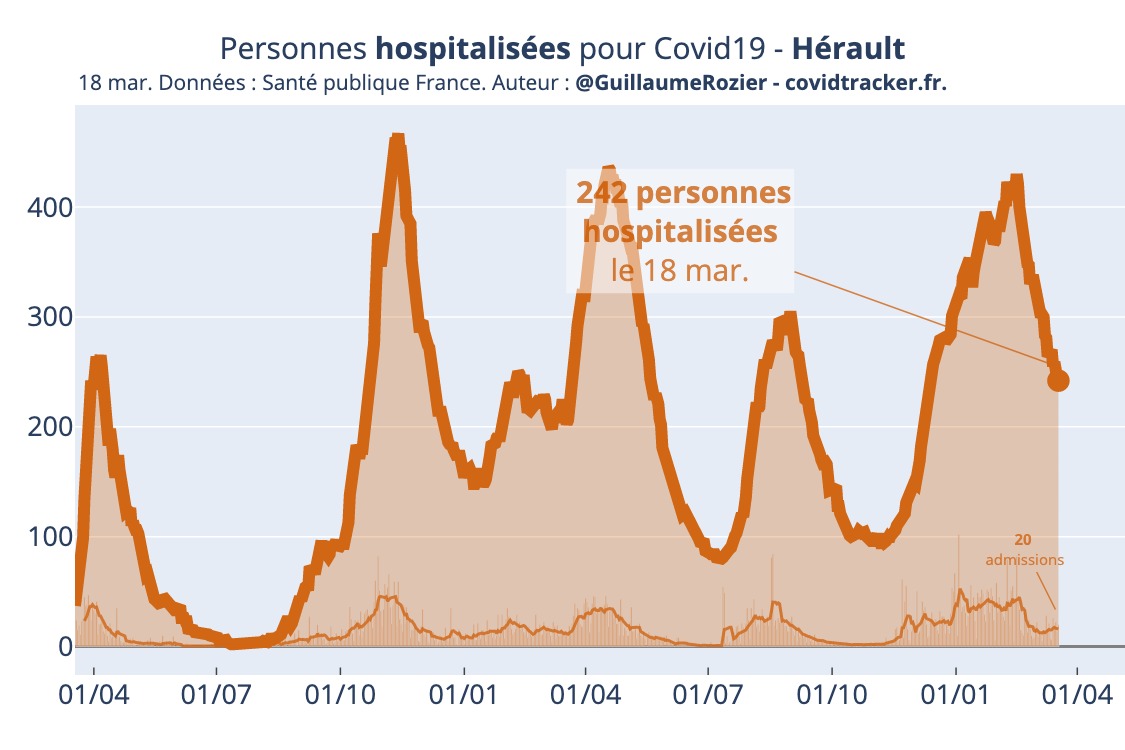 Personnes hospitalisées pour Covid19 - Hérault
18 mar. Données : Santé publique France. Auteur : @GuillaumeRozier - covidtracker.fr.
242 personnes
hospitalisées
le 18 mar.
400
300
200
100
0
20
admissions
01/04 01/07 01/10 01/01 01/04 01/07 01/10 01/01 01/04